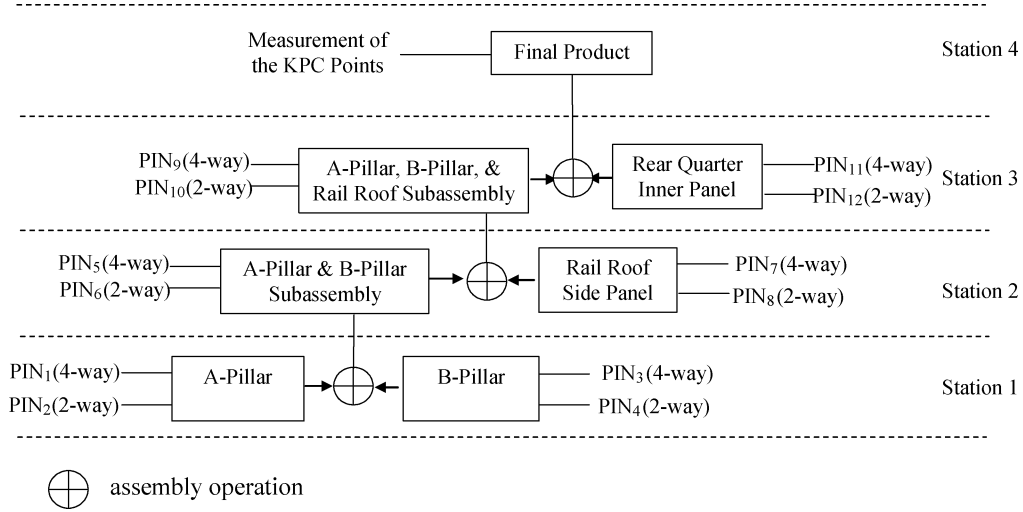 Measurement of
the KPC Points
Final Product
Station 4
PIN₉(4-way)
PIN₁₀(2-way)
A-Pillar, B-Pillar, &
Rail Roof Subassembly
Rear Quarter
Inner Panel
PIN₁₁(4-way)
PIN₁₂(2-way)
Station 3
PIN₅(4-way)
PIN₆(2-way)
A-Pillar & B-Pillar
Subassembly
Rail Roof
Side Panel
PIN₇(4-way)
PIN₈(2-way)
Station 2
PIN₁(4-way)
PIN₂(2-way)
A-Pillar
B-Pillar
PIN₃(4-way)
PIN₄(2-way)
Station 1
assembly operation